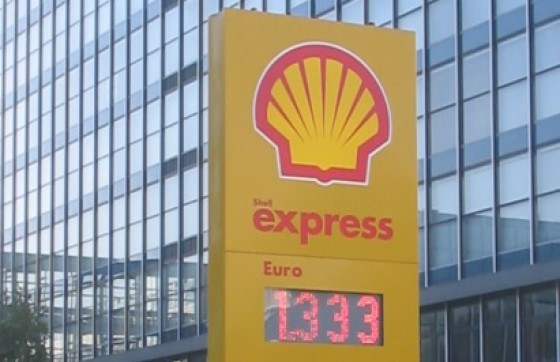 Shell
express
Euro
1.333